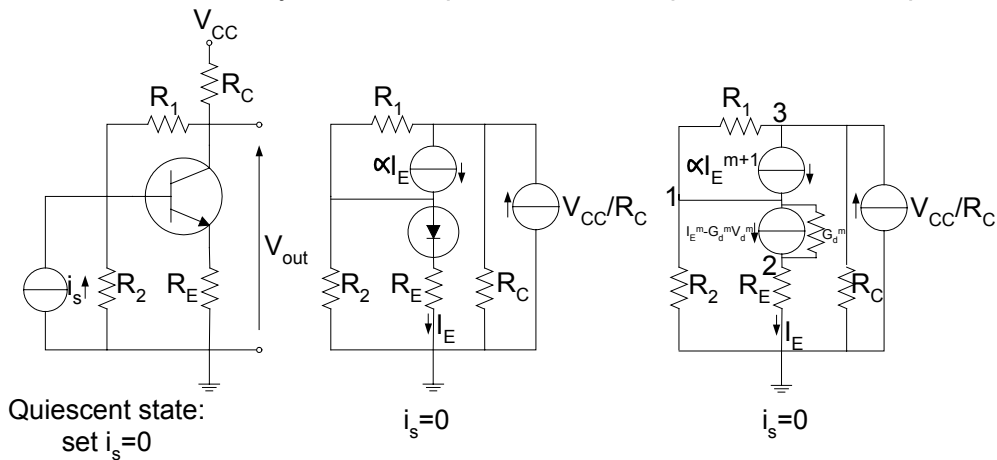 V_CC
R_C
R_1
R_2
R_E
i_s
V_out
Quiescent state:
set i_s=0
R_1
∝I_E
V_CC/R_C
R_2
R_E
R_C
I_E
i_s=0
R_1
3
∝I_E^m+1
1
V_CC/R_C
I_E^m-G_d^mV_d^m
G_d^m
2
R_2
R_E
R_C
I_E
i_s=0